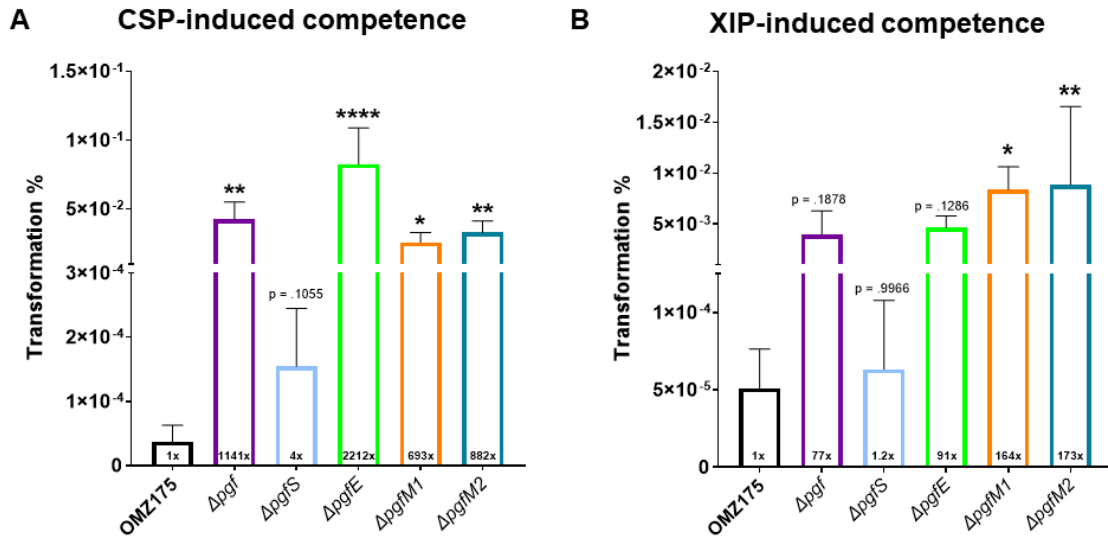 A
CSP-induced competence
Transformation %
1.5×10⁻¹
1×10⁻¹
5×10⁻²
3×10⁻⁴
2×10⁻⁴
1×10⁻⁴
0
**
p = .1055
****
*
**
1x
1141x
4x
2212x
693x
882x
OMZ175
Δpgf
ΔpgfS
ΔpgfE
ΔpgfM1
ΔpgfM2
B
XIP-induced competence
Transformation %
2×10⁻²
1.5×10⁻²
1×10⁻²
5×10⁻³
1×10⁻⁴
5×10⁻⁵
0
p = .1878
p = .9966
p = .1286
*
**
1x
77x
1.2x
91x
164x
173x
OMZ175
Δpgf
ΔpgfS
ΔpgfE
ΔpgfM1
ΔpgfM2